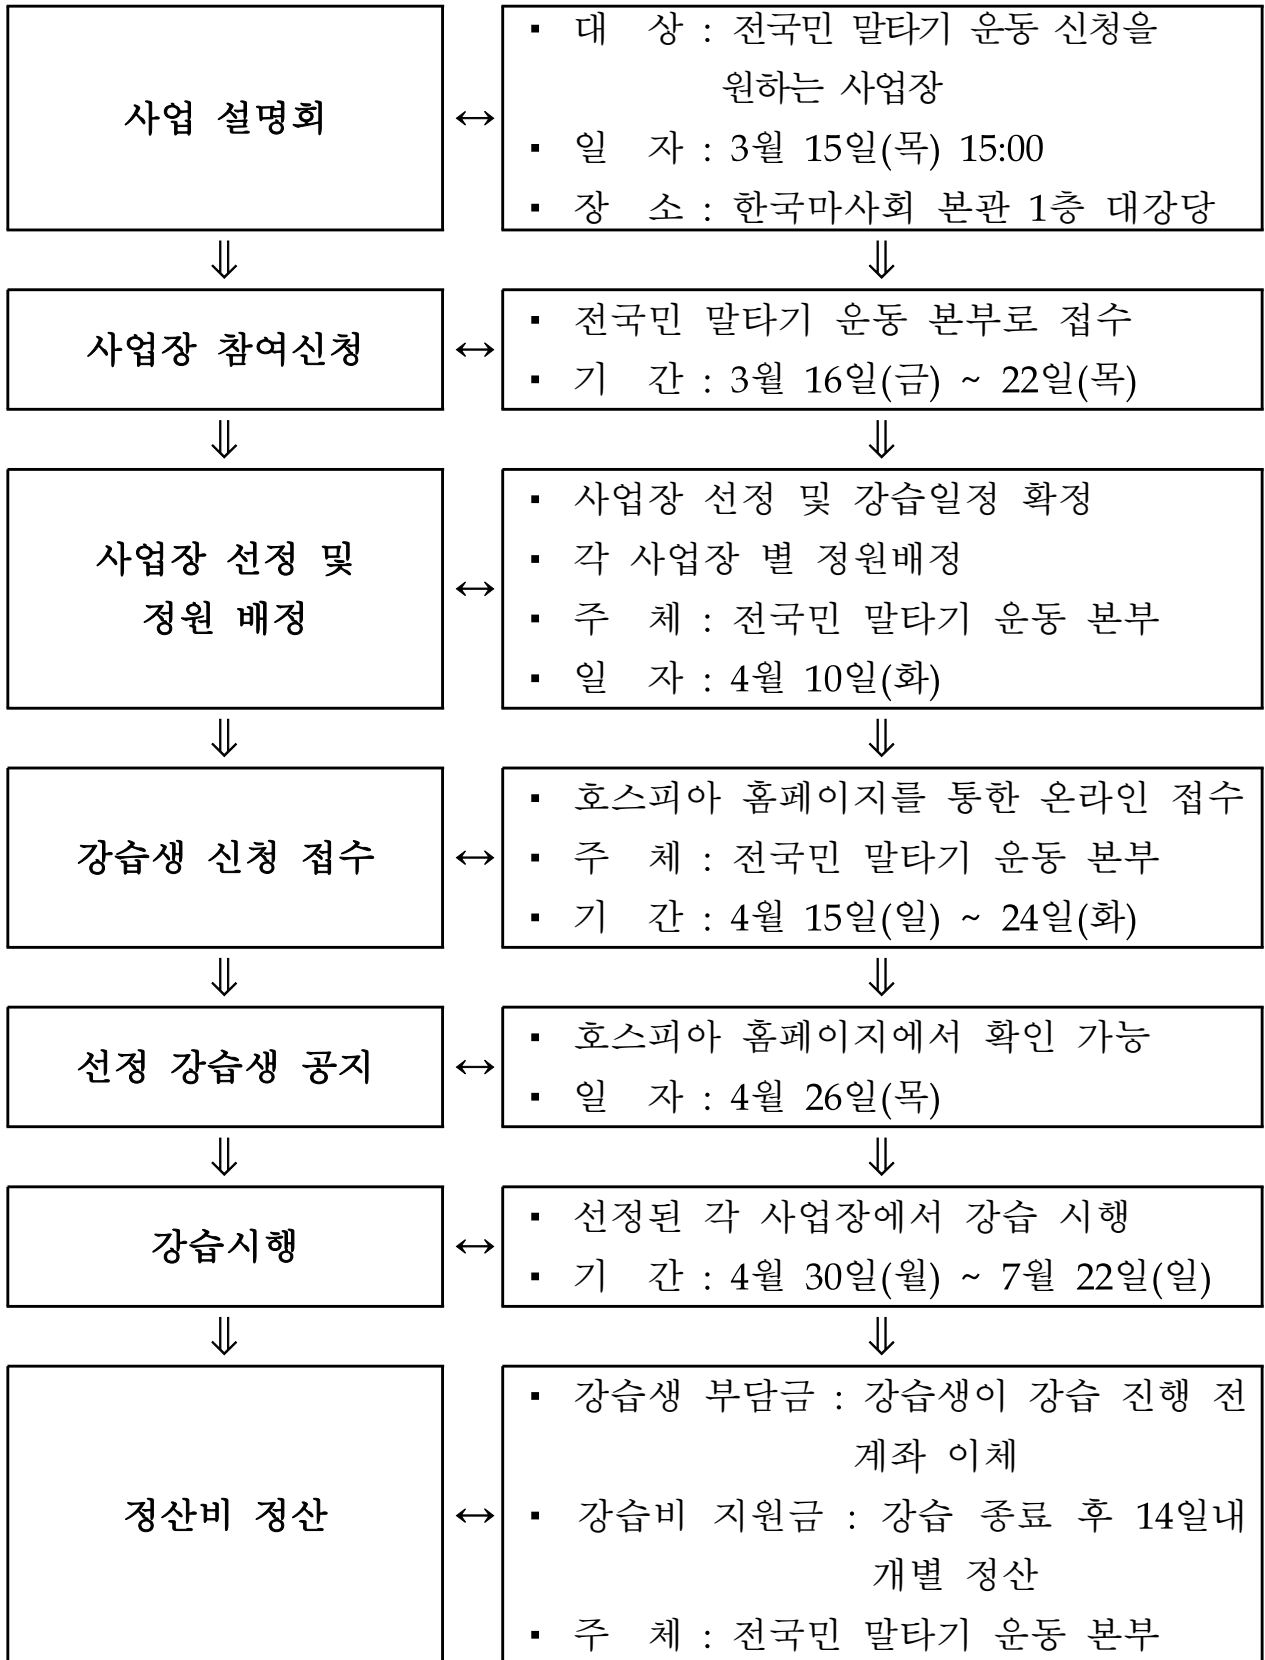 사업 설명회
↔
▪ 대 상 : 전국민 말타기 운동 신청을
원하는 사업장
▪ 일 자 : 3월 15일(목) 15:00
▪ 장 소 : 한국마사회 본관 1층 대강당
⇓ ⇓
사업장 참여신청
↔
▪ 전국민 말타기 운동 본부로 접수
▪ 기 간 : 3월 16일(금) ~ 22일(목)
⇓ ⇓
사업장 선정 및
정원 배정
↔
▪ 사업장 선정 및 강습일정 확정
▪ 각 사업장 별 정원배정
▪ 주 체 : 전국민 말타기 운동 본부
▪ 일 자 : 4월 10일(화)
⇓ ⇓
강습생 신청 접수
↔
▪ 호스피아 홈페이지를 통한 온라인 접수
▪ 주 체 : 전국민 말타기 운동 본부
▪ 기 간 : 4월 15일(일) ~ 24일(화)
⇓ ⇓
선정 강습생 공지
↔
▪ 호스피아 홈페이지에서 확인 가능
▪ 일 자 : 4월 26일(목)
⇓ ⇓
강습시행
↔
▪ 선정된 각 사업장에서 강습 시행
▪ 기 간 : 4월 30일(월) ~ 7월 22일(일)
⇓ ⇓
정산비 정산
↔
▪ 강습생 부담금 : 강습생이 강습 진행 전
계좌 이체
▪ 강습비 지원금 : 강습 종료 후 14일내
개별 정산
▪ 주 체 : 전국민 말타기 운동 본부